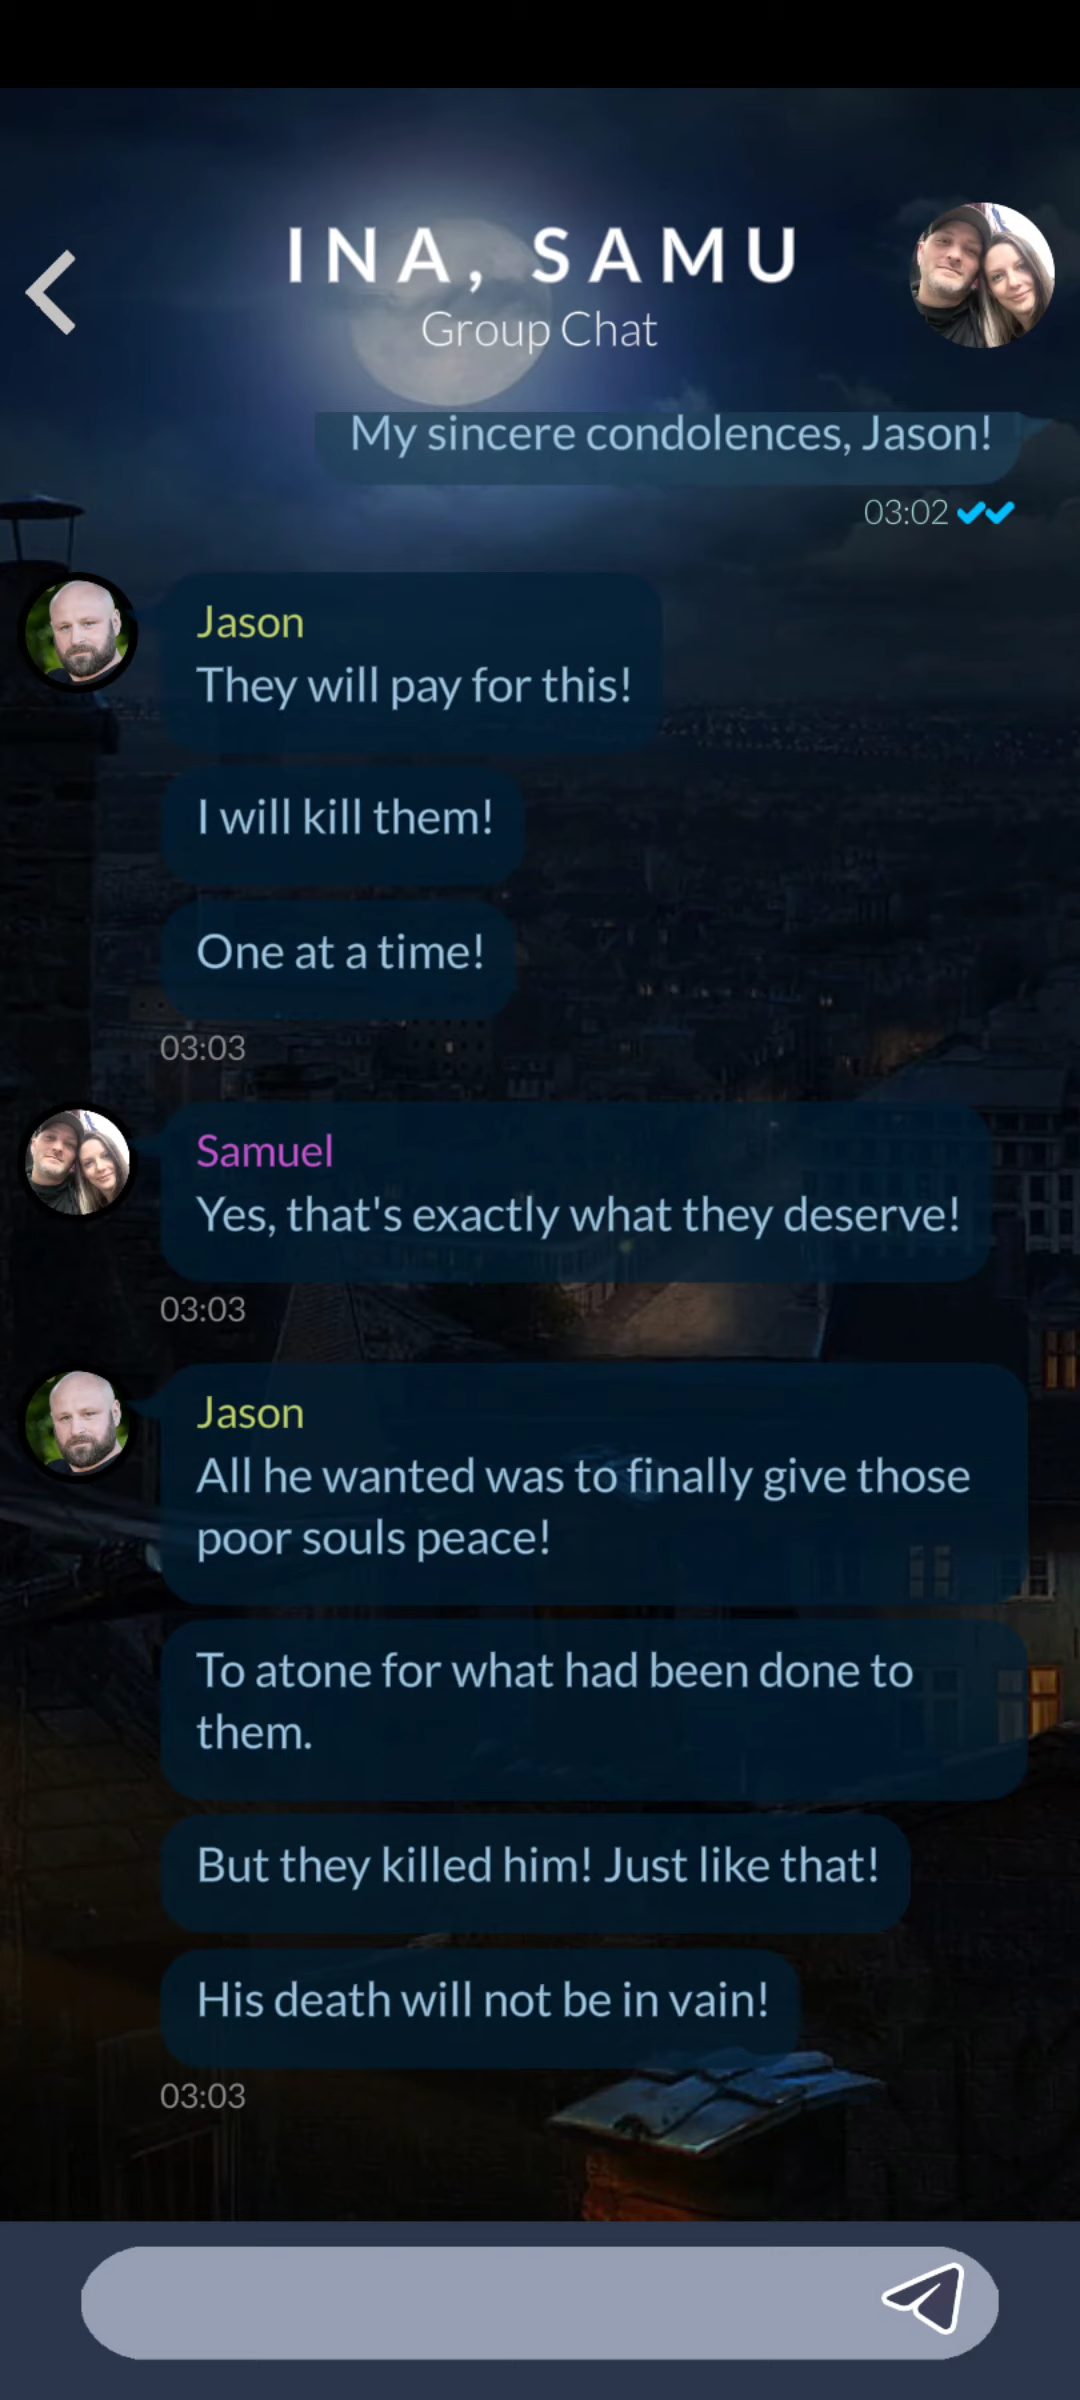 INA, SAMU
Group Chat
My sincere condolences, Jason!
03:02
Jason
They will pay for this!
I will kill them!
One at a time!
03:03
Samuel
Yes, that's exactly what they deserve!
03:03
Jason
All he wanted was to finally give those
poor souls peace!
To atone for what had been done to
them.
But they killed him! Just like that!
His death will not be in vain!
03:03